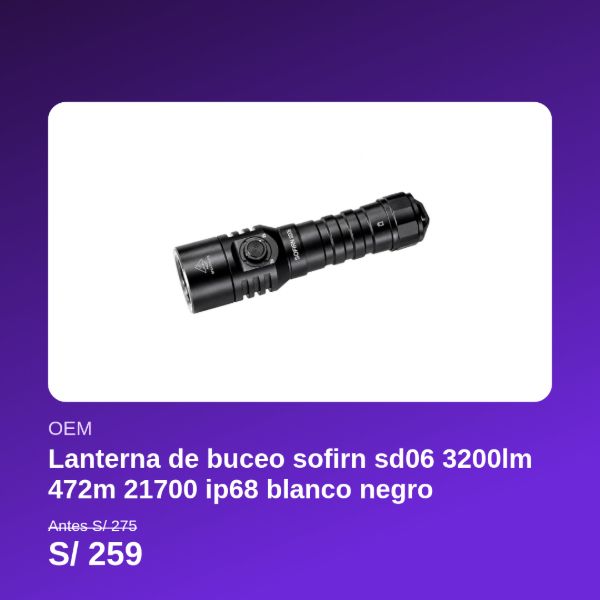 OEM
Lanterna de buceo sofirn sd06 3200lm
472m 21700 ip68 blanco negro
Antes S/ 275
S/ 259